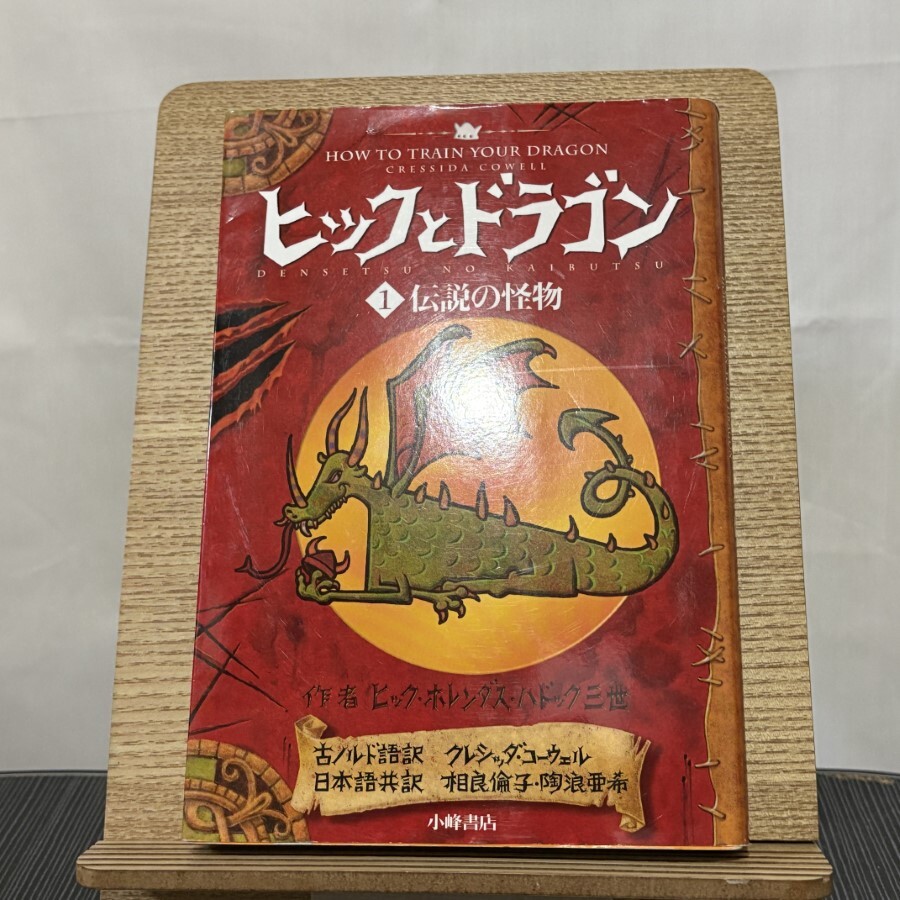 HOW TO TRAIN YOUR DRAGON
CRESSIDA COWELL
ヒックとドラゴン
DENSETSU NO KAIBUTSU
1 伝説の怪物
作者 ヒック・ホレンダス・ハドック三世
古ノルド語訳 クレシッダ・コーウェル
日本語共訳 相良倫子・陶浪亜希
小峰書店